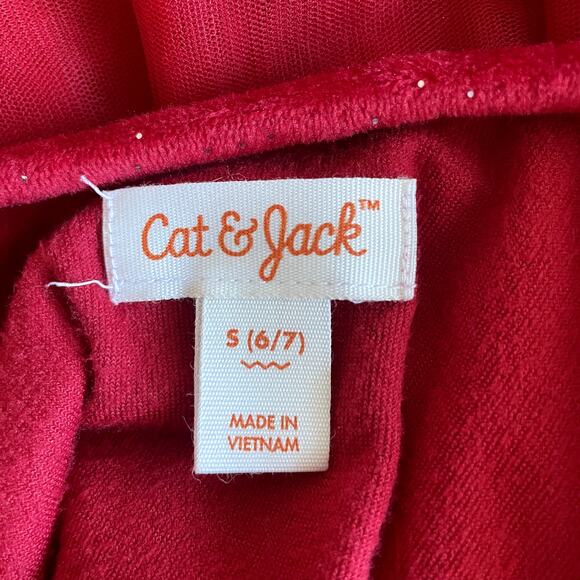 Cat & Jack™
S (6/7)
MADE IN
VIETNAM